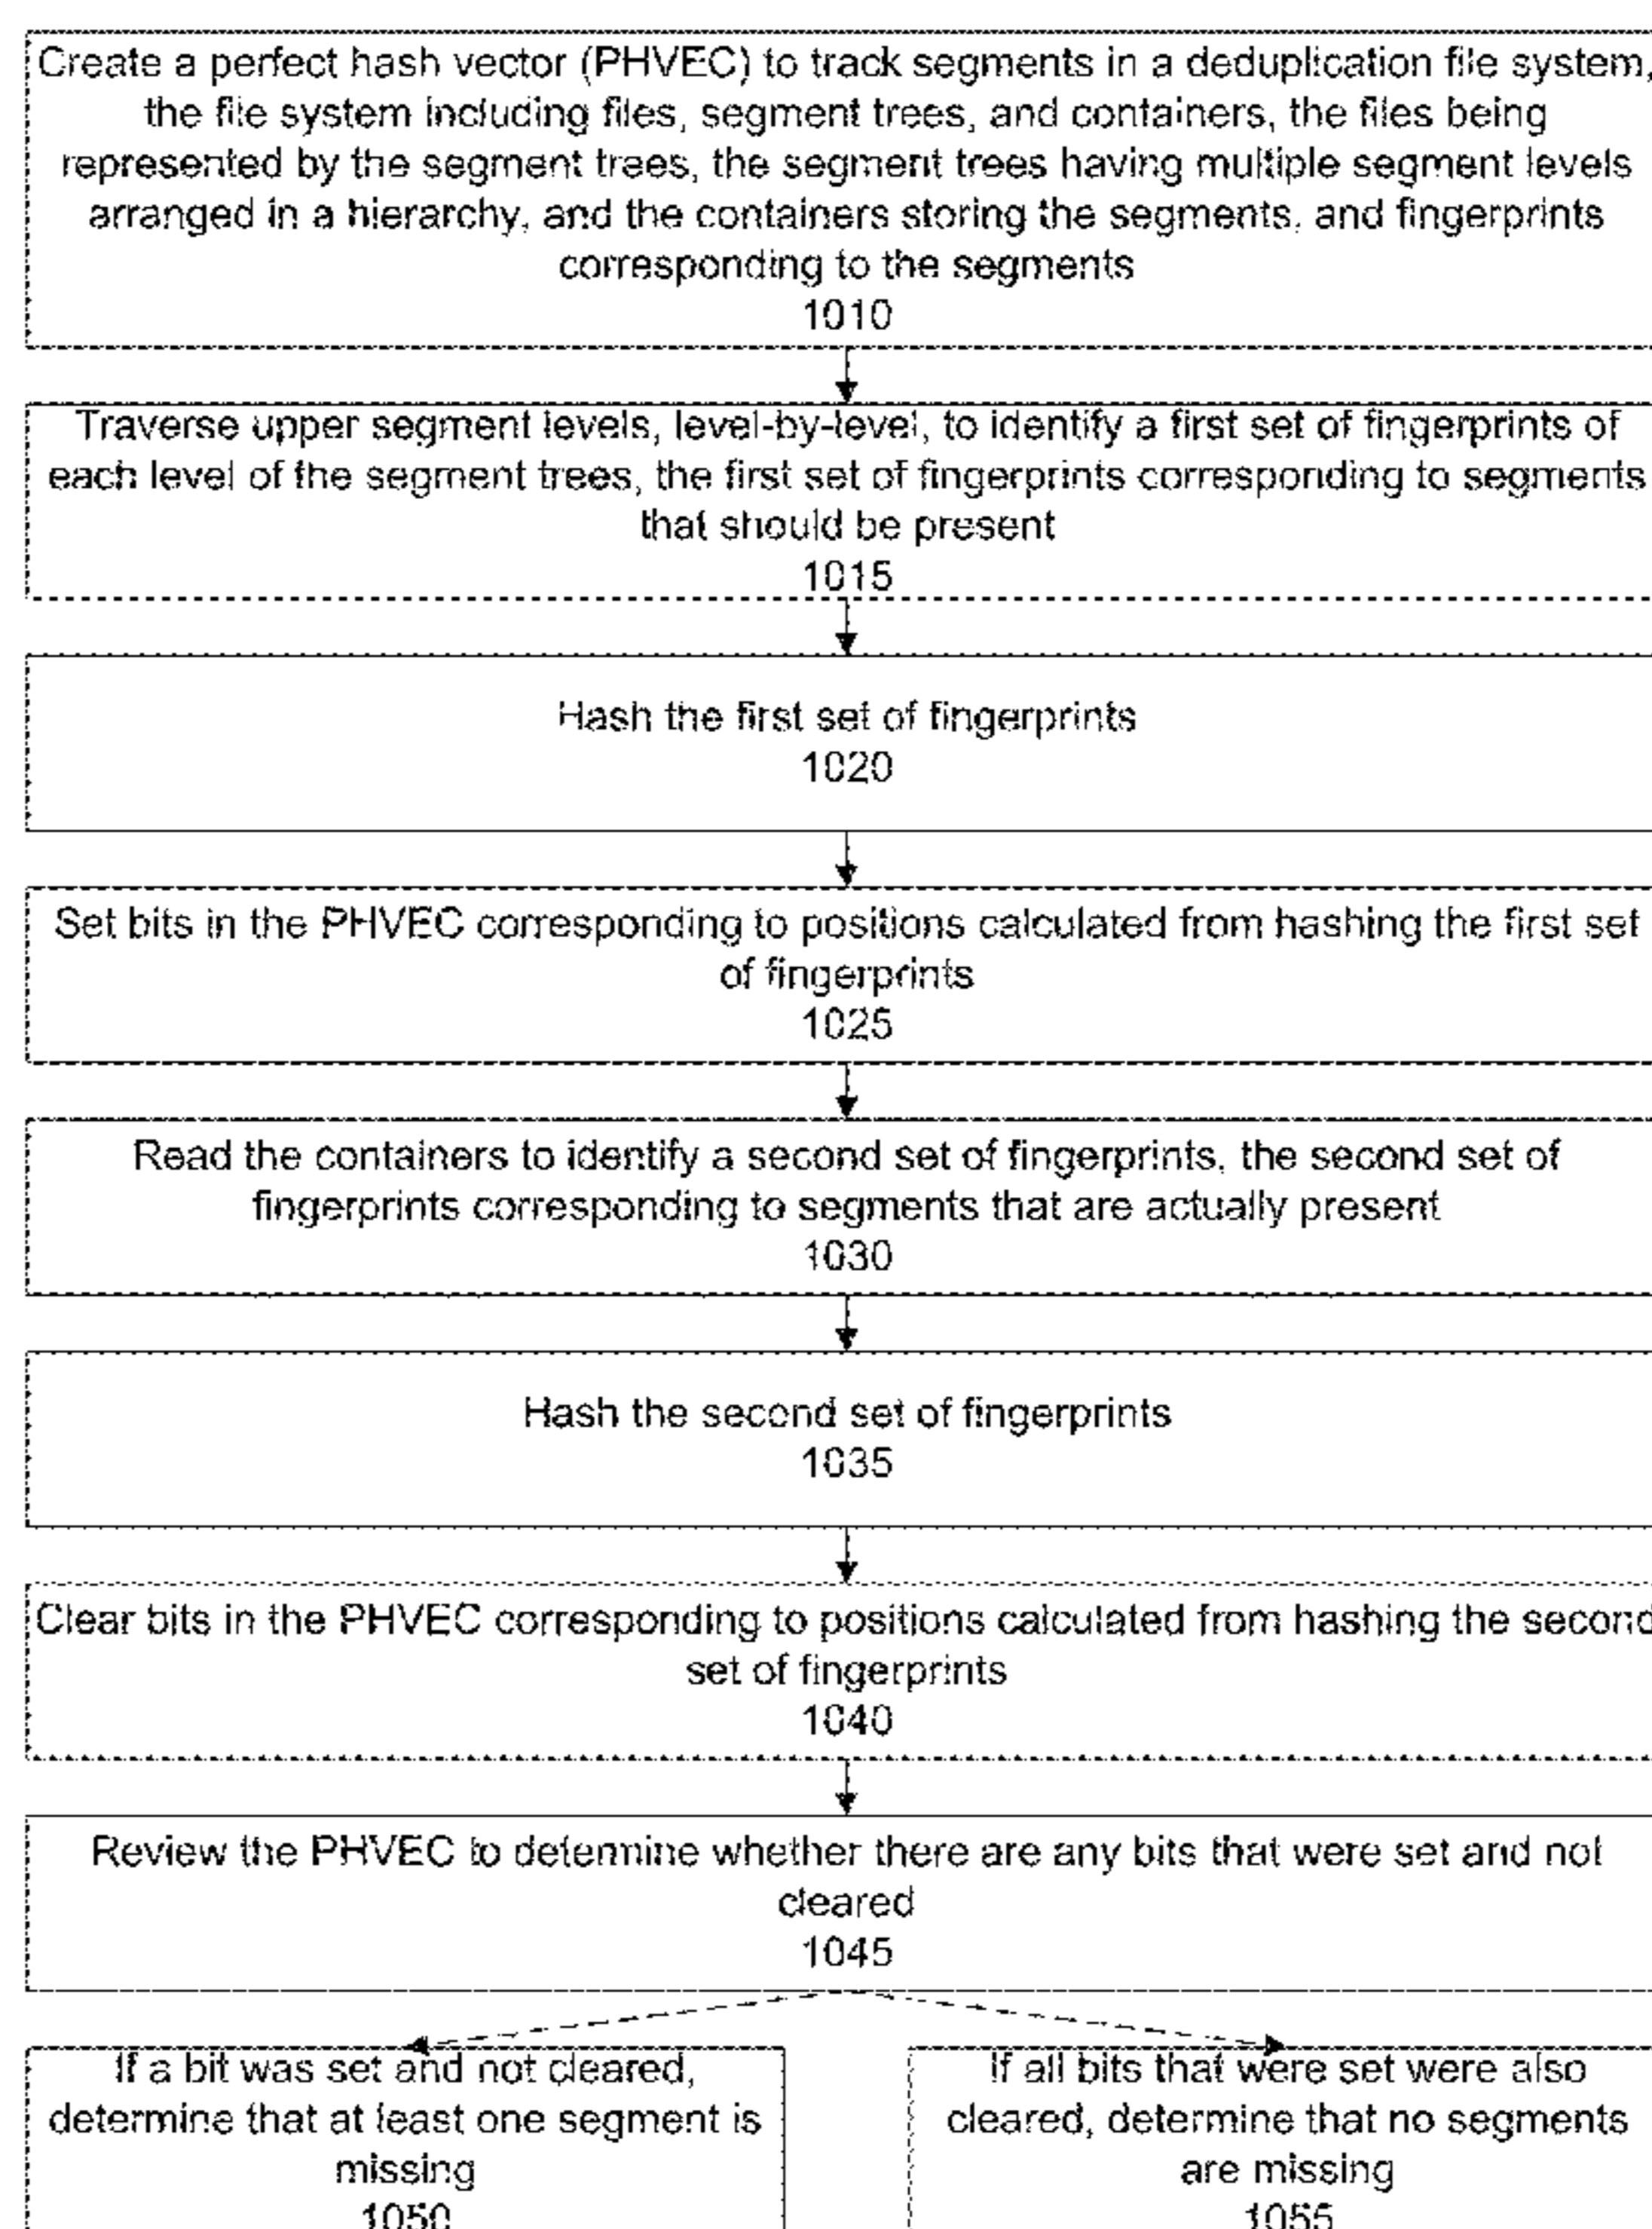 Create a perfect hash vector (PHVEC) to track segments in a deduplication file system,
the file system including files, segment trees, and containers, the files being
represented by the segment trees, the segment trees having multiple segment levels
arranged in a hierarchy, and the containers storing the segments, and fingerprints
corresponding to the segments
1010
Traverse upper segment levels, level-by-level, to identify a first set of fingerprints of
each level of the segment trees, the first set of fingerprints corresponding to segments
that should be present
1015
Hash the first set of fingerprints
1020
Set bits in the PHVEC corresponding to positions calculated from hashing the first set
of fingerprints
1025
Read the containers to identify a second set of fingerprints, the second set of
fingerprints corresponding to segments that are actually present
1030
Hash the second set of fingerprints
1035
Clear bits in the PHVEC corresponding to positions calculated from hashing the second
set of fingerprints
1040
Review the PHVEC to determine whether there are any bits that were set and not
cleared
1045
If a bit was set and not cleared,
determine that at least one segment is
missing
1050
If all bits that were set were also
cleared, determine that no segments
are missing
1055